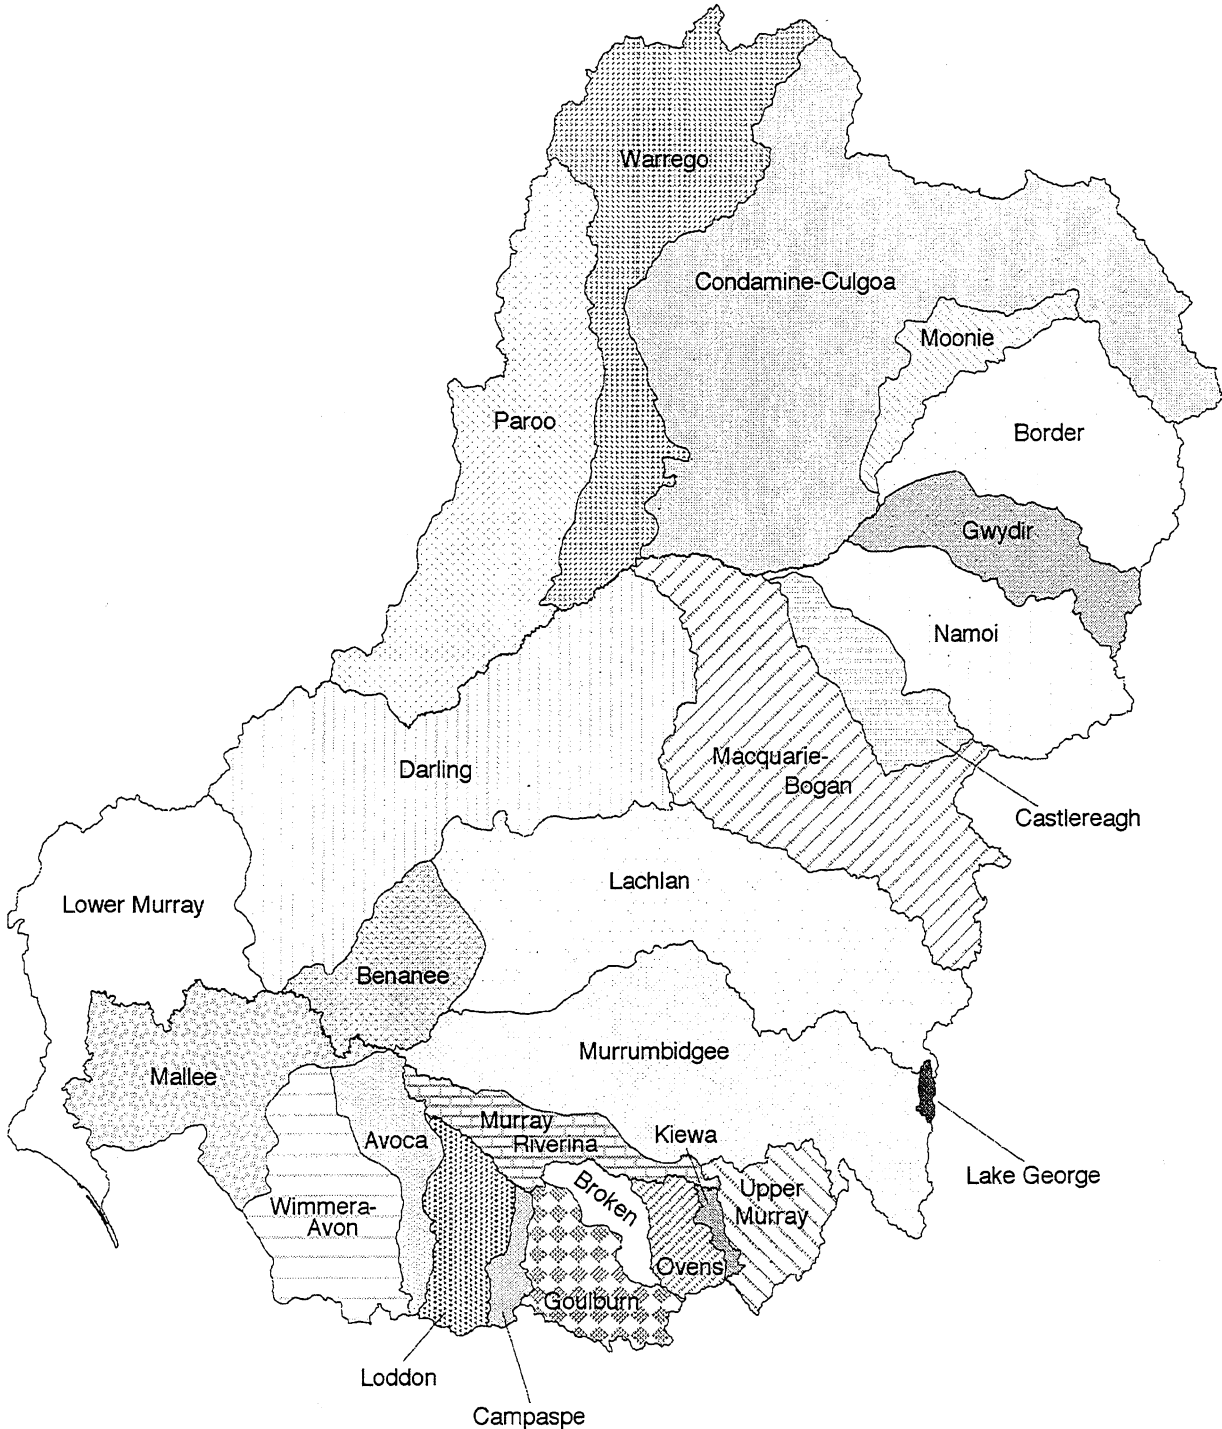 Warrego
Condamine-Culgoa
Moonie
Paroo
Border
Gwydir
Namoi
Macquarie-
Bogan
Darling
Castlereagh
Lachlan
Lower Murray
Benanee
Murrumbidgee
Mallee
Murray
Riverina
Kiewa
Avoca
Lake George
Broken
Upper
Murray
Wimmera-
Avon
Ovens
Goulburn
Loddon
Campaspe